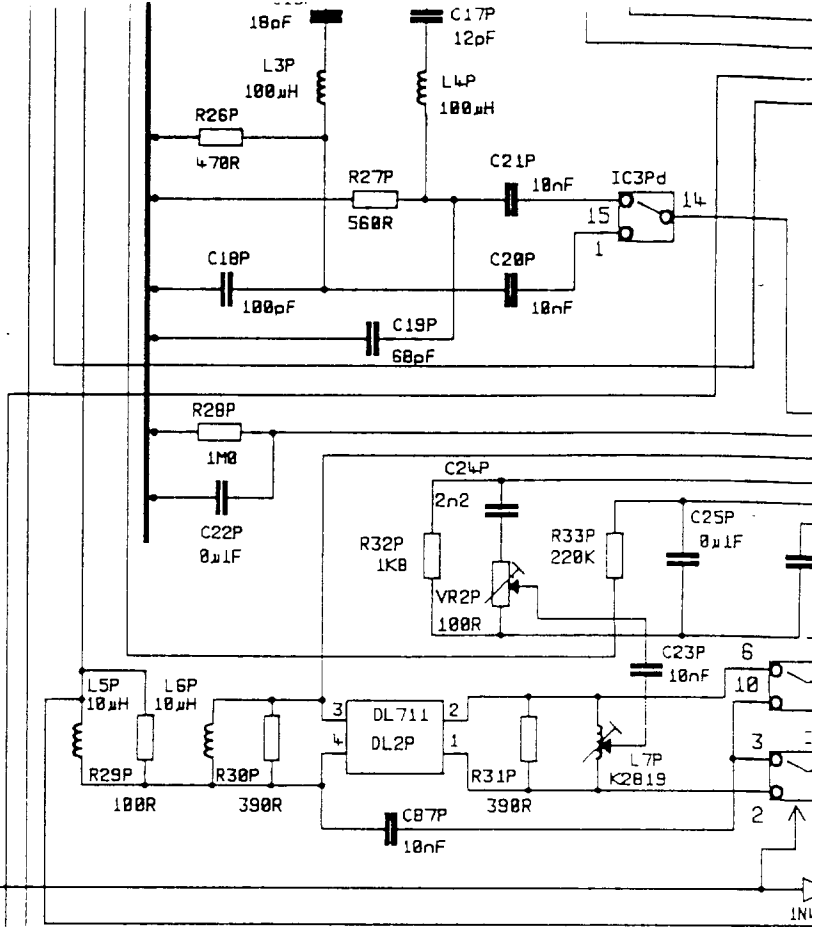 18pF
C17P
12pF
L3P
100µH
L4P
100µH
R26P
470R
R27P
560R
C21P
10nF
IC3Pd
15
14
1
C18P
100pF
C20P
10nF
C19P
68pF
R28P
1M0
C22P
0µ1F
C24P
2n2
R32P
1K8
VR2P
100R
R33P
220K
C25P
0µ1F
C23P
10nF
6
10
L5P
10µH
L6P
10µH
3
DL711
2
4
DL2P
1
3
R29P
100R
R30P
390R
R31P
390R
L7P
K2819
2
C87P
10nF